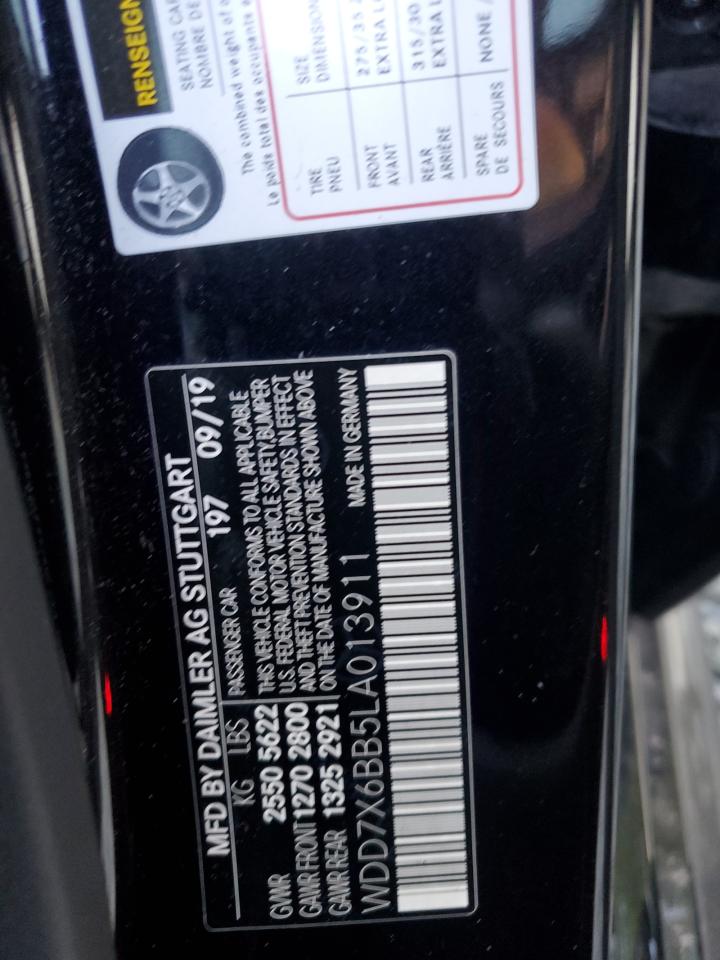 RENSEIGN
SEATING CAP
NOMBRE DE
The combined weight of o
Le poids total des occupants e
TIRE SIZE
PNEU DIMENSION
FRONT 275/35
AVANT EXTRA L
REAR 315/30
ARRIÈRE EXTRA L
SPARE NONE /
DE SECOURS
MFD BY DAIMLER AG STUTTGART
KG LBS PASSENGER CAR 197 09/19
GVWR 2550 5622 THIS VEHICLE CONFORMS TO ALL APPLICABLE
GAWR FRONT 1270 2800 U.S. FEDERAL MOTOR VEHICLE SAFETY,BUMPER
GAWR REAR 1325 2921 AND THEFT PREVENTION STANDARDS IN EFFECT
ON THE DATE OF MANUFACTURE SHOWN ABOVE
WDD7X6BB5LA013911 MADE IN GERMANY